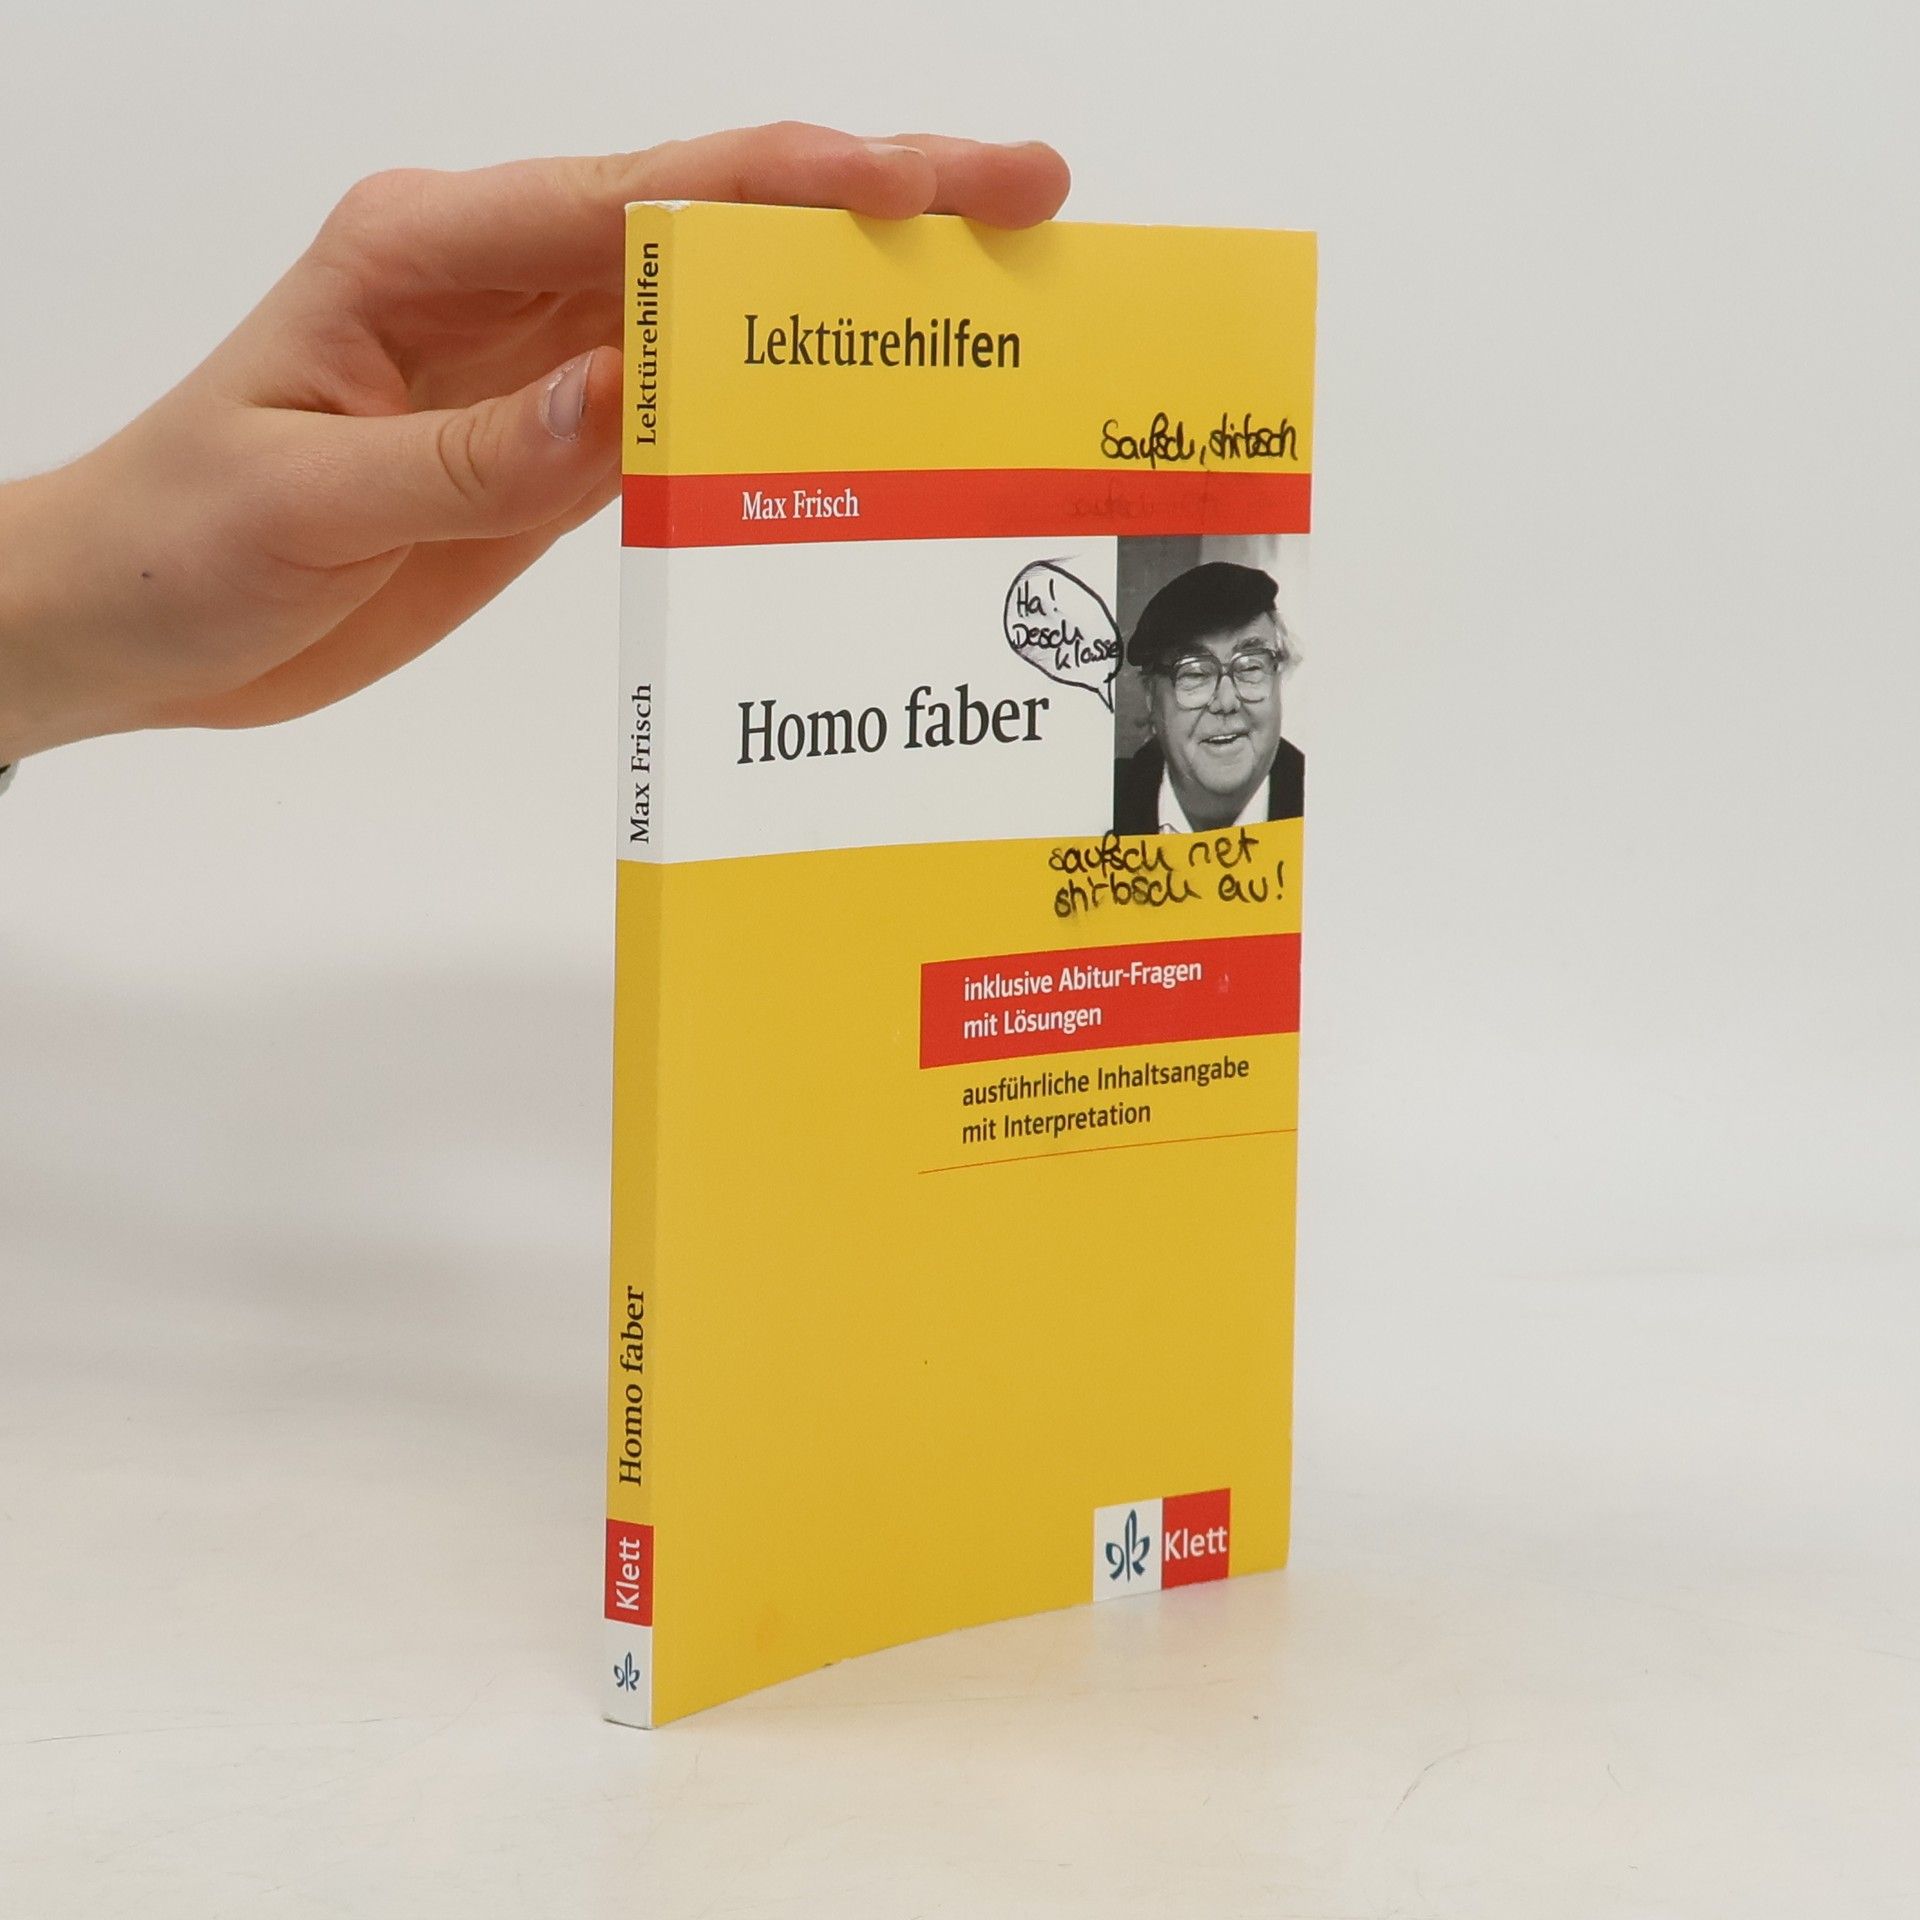 Lektürehilfen
Max Frisch
Homo faber
Klett
Lektürehilfen
Saufsch, stirbsch
Max Frisch
Ha!
Desch
klasse
Homo faber
saufsch net
shirbsch au!
inklusive Abitur-Fragen
mit Lösungen
ausführliche Inhaltsangabe
mit Interpretation
Klett